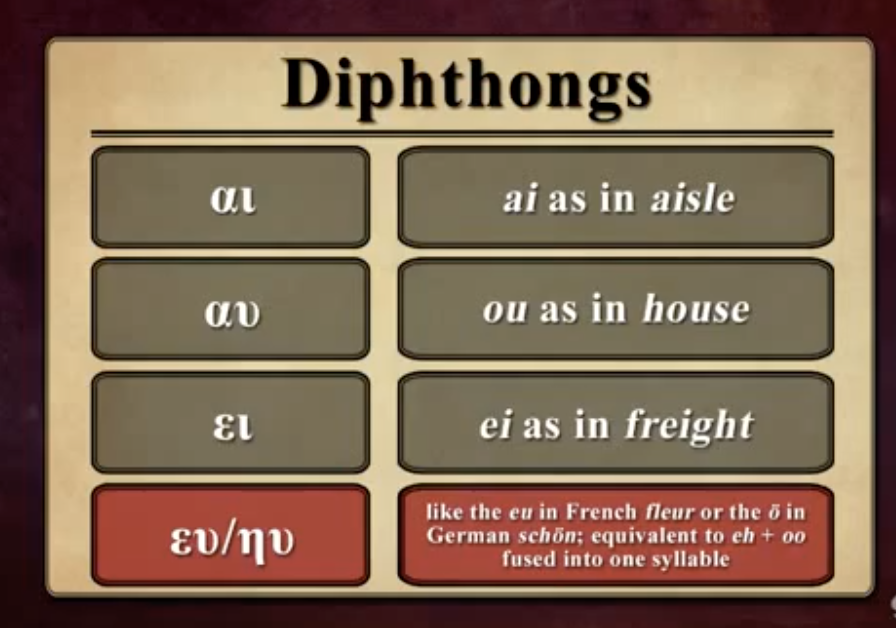 Diphthongs
αι
ai as in aisle
αυ
ou as in house
ει
ei as in freight
ευ/ηυ
like the eu in French fleur or the ö in
German schön; equivalent to eh + oo
fused into one syllable